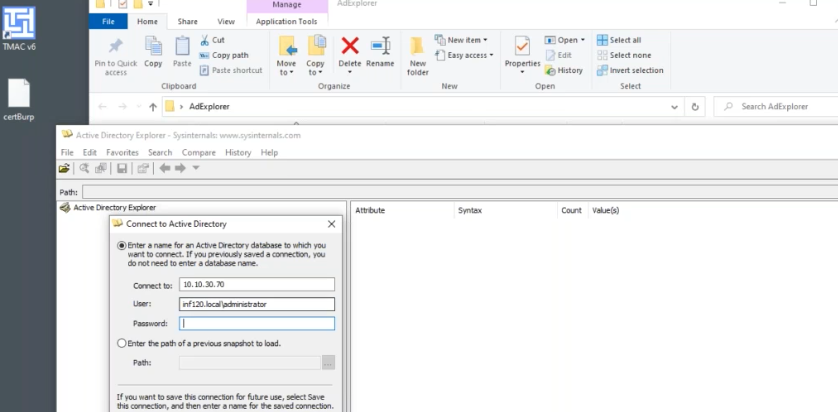 TMAC v6
certBurp
Manage
AdExplorer
File
Home
Share
View
Application Tools
Pin to Quick access
Copy
Paste
Cut
Copy path
Paste shortcut
Clipboard
Move to
Copy to
Delete
Rename
Organize
New folder
New item
Easy access
New
Properties
Open
Edit
History
Open
Select all
Select none
Invert selection
Select
AdExplorer
Search AdExplorer
Active Directory Explorer - Sysinternals: www.sysinternals.com
File Edit Favorites Search Compare History Help
Path:
Active Directory Explorer
Attribute Syntax Count Value(s)
Connect to Active Directory
Enter a name for an Active Directory database to which you
want to connect. If you previously saved a connection, you
do not need to enter a database name.
Connect to: 10.10.30.70
User: inf120.local\administrator
Password:
Enter the path of a previous snapshot to load.
Path:
...
If you want to save this connection for future use, select Save
this connection, and then enter a name for the saved connection.